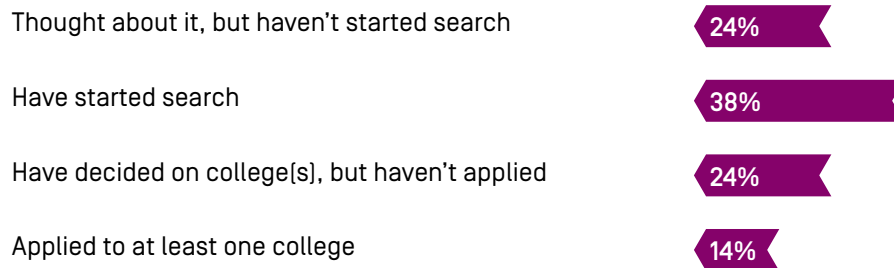 Thought about it, but haven’t started search 24%
Have started search 38%
Have decided on college(s), but haven’t applied 24%
Applied to at least one college 14%